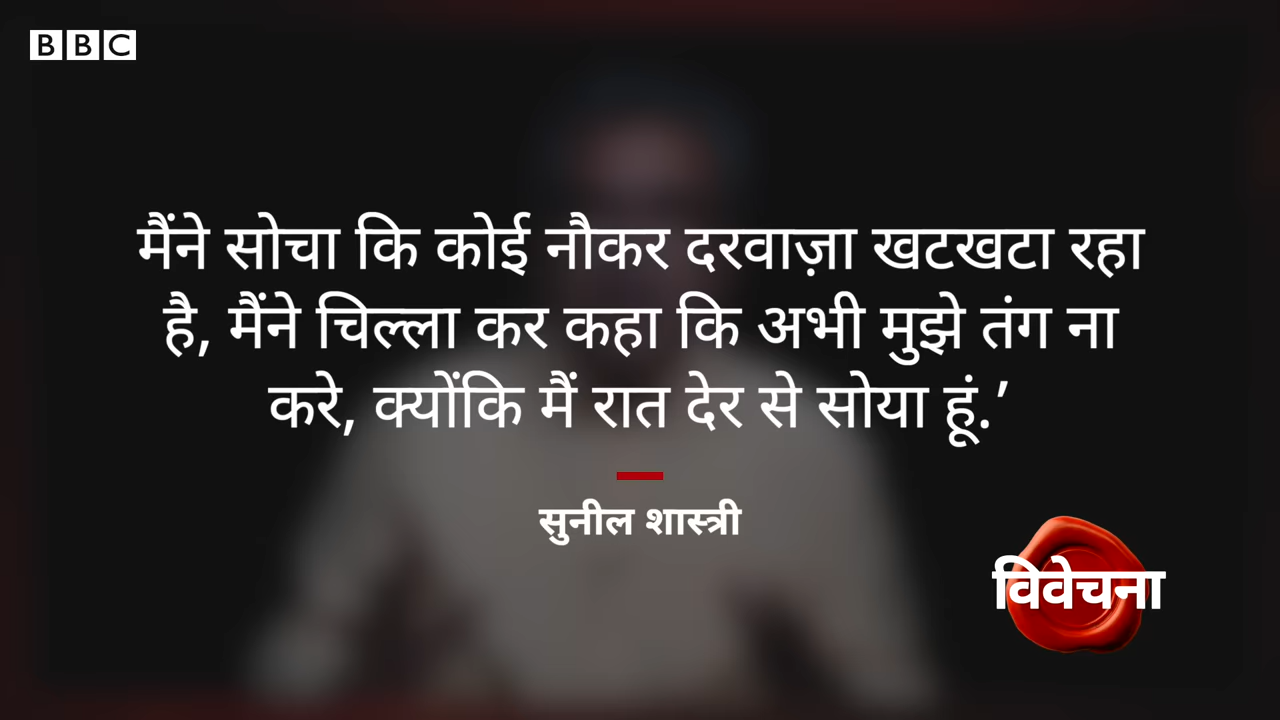 BBC
मैंने सोचा कि कोई नौकर दरवाज़ा खटखटा रहा
है, मैंने चिल्ला कर कहा कि अभी मुझे तंग ना
करे, क्योंकि मैं रात देर से सोया हूं.’
सुनील शास्त्री
विवेचना